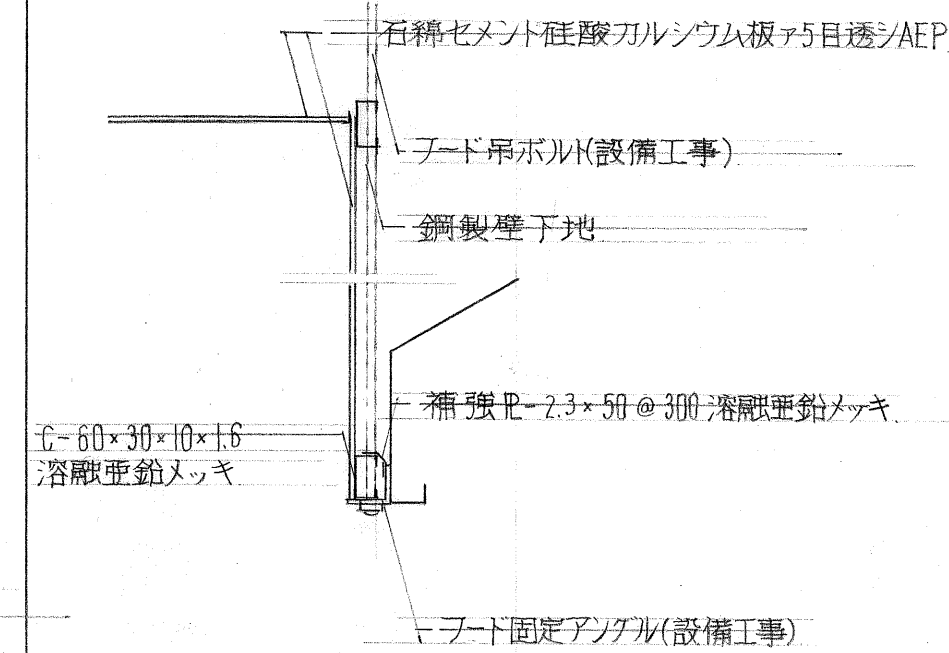 石綿セメント硅酸カルシウム板ァ5目透シAEP
フード吊ボルト(設備工事)
鋼製壁下地
補強PL-2.3×50@300溶融亜鉛メッキ
C-60×30×10×1.6
溶融亜鉛メッキ
フード固定アングル(設備工事)